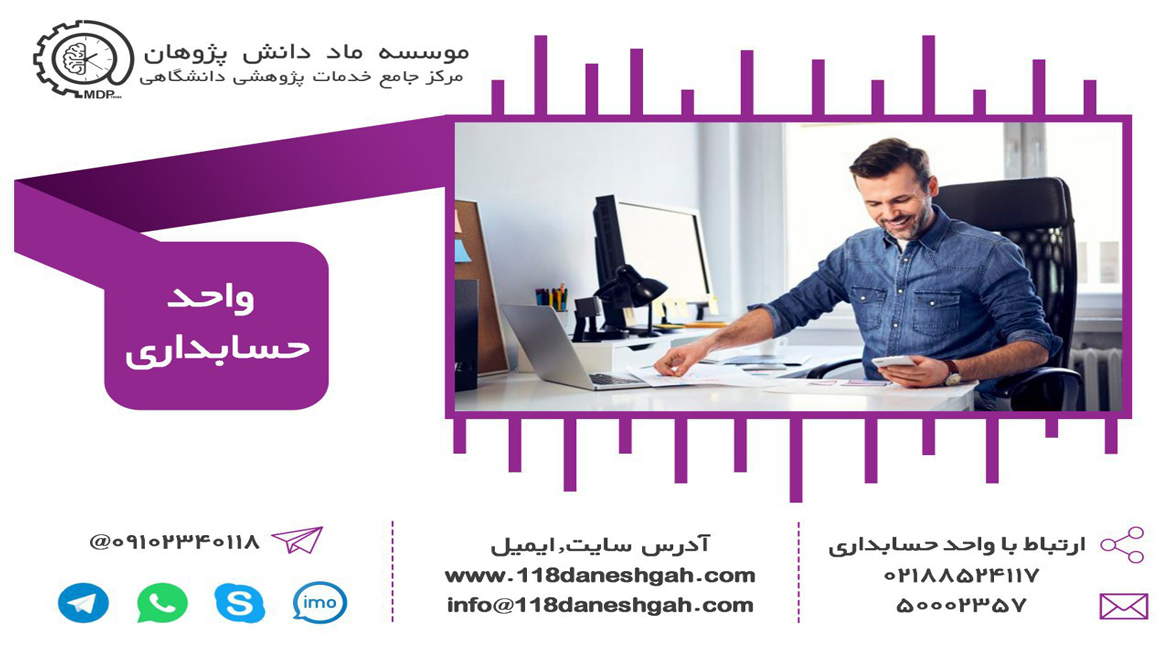 موسسه ماد دانش پژوهان
مرکز جامع خدمات پژوهشی دانشگاهی
MDP
واحد
حسابداری
ارتباط با واحد حسابداری
۰۲۱۸۸۵۲۴۱۱۷
۵۰۰۰۲۳۵۷
آدرس سایت,ایمیل
www.118daneshgah.com
info@118daneshgah.com
@۰۹۱۰۲۳۴۰۱۱۸
imo